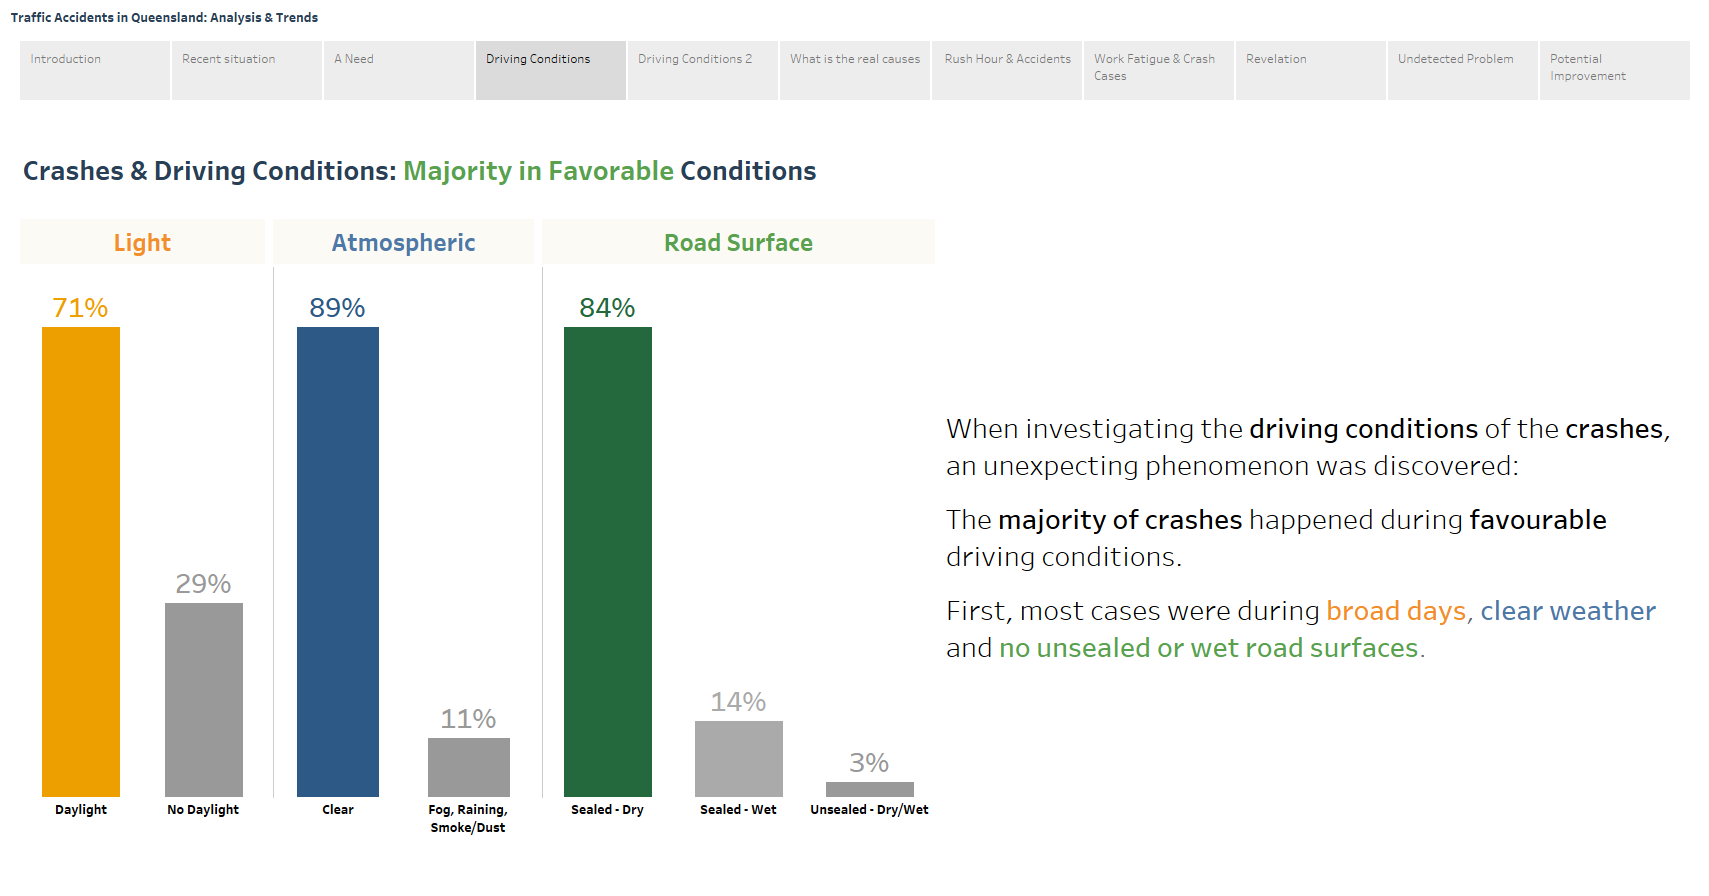 Traffic Accidents in Queensland: Analysis & Trends
Introduction
Recent situation
A Need
Driving Conditions
Driving Conditions 2
What is the real causes
Rush Hour & Accidents
Work Fatigue & Crash
Cases
Revelation
Undetected Problem
Potential
Improvement
Crashes & Driving Conditions: Majority in Favorable Conditions
Light
Atmospheric
Road Surface
71%
29%
89%
11%
84%
14%
3%
Daylight
No Daylight
Clear
Fog, Raining,
Smoke/Dust
Sealed - Dry
Sealed - Wet
Unsealed - Dry/Wet
When investigating the driving conditions of the crashes,
an unexpecting phenomenon was discovered:
The majority of crashes happened during favourable
driving conditions.
First, most cases were during broad days, clear weather
and no unsealed or wet road surfaces.